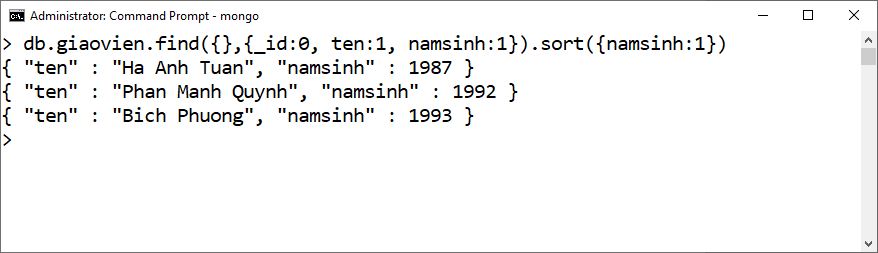 Administrator: Command Prompt - mongo
> db.giaovien.find({},{_id:0, ten:1, namsinh:1}).sort({namsinh:1})
{ "ten" : "Ha Anh Tuan", "namsinh" : 1987 }
{ "ten" : "Phan Manh Quynh", "namsinh" : 1992 }
{ "ten" : "Bich Phuong", "namsinh" : 1993 }
>